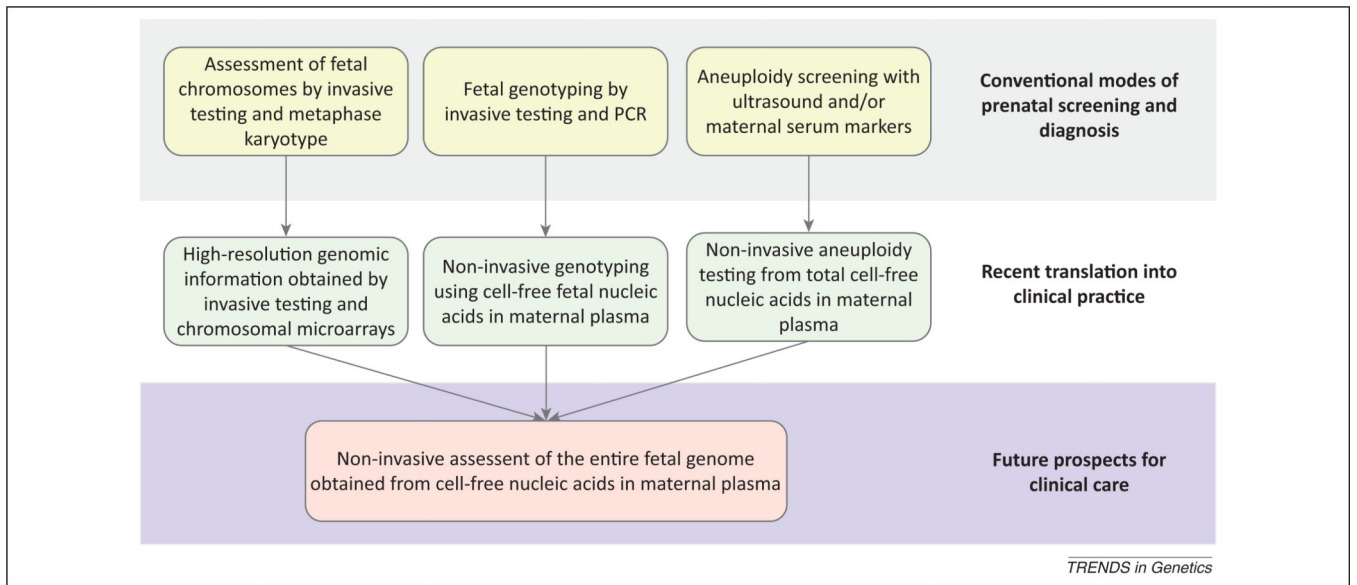 Assessment of fetal
chromosomes by invasive
testing and metaphase
karyotype
Fetal genotyping by
invasive testing and PCR
Aneuploidy screening with
ultrasound and/or
maternal serum markers
Conventional modes of
prenatal screening and
diagnosis
High-resolution genomic
information obtained by
invasive testing and
chromosomal microarrays
Non-invasive genotyping
using cell-free fetal nucleic
acids in maternal plasma
Non-invasive aneuploidy
testing from total cell-free
nucleic acids in maternal
plasma
Recent translation into
clinical practice
Non-invasive assessent of the entire fetal genome
obtained from cell-free nucleic acids in maternal plasma
Future prospects for
clinical care
TRENDS in Genetics